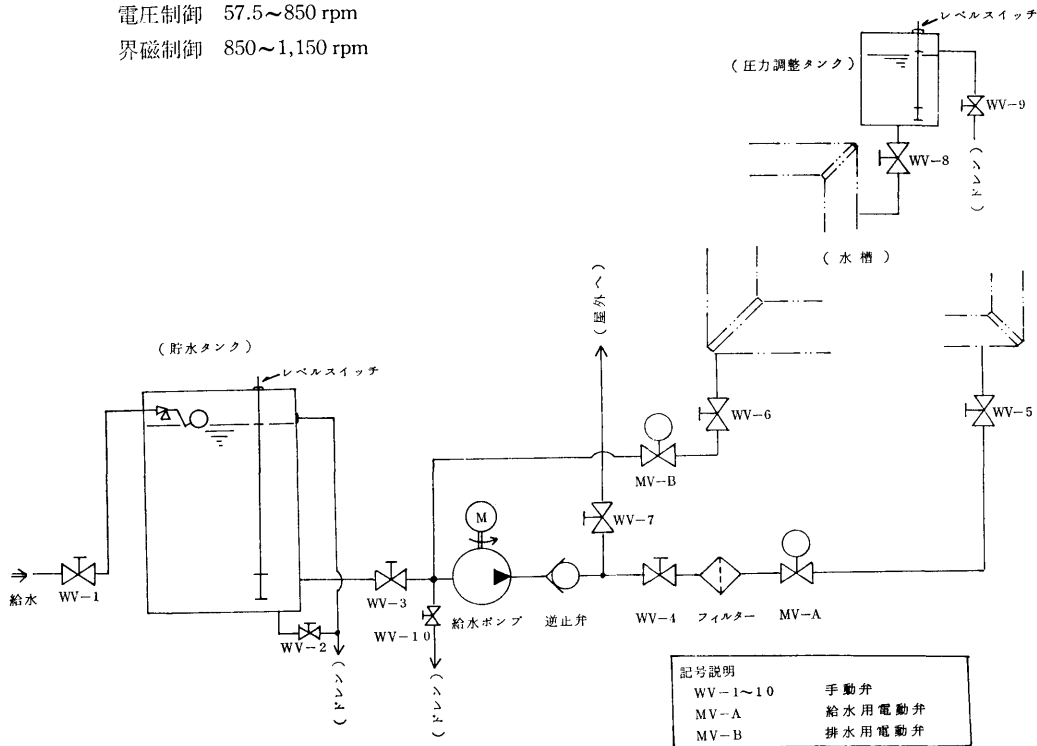 電圧制御 57.5~850 rpm
界磁制御 850~1,150 rpm
レベルスイッチ
(圧力調整タンク)
WV-9
WV-8
(ドレン)
(水槽)
(屋外へ)
(貯水タンク)
レベルスイッチ
WV-6
WV-5
MV-B
WV-7
M
給水
WV-1
WV-3
WV-10
給水ポンプ
逆止弁
WV-4
フィルター
MV-A
WV-2
(ドレン)
(ドレン)
記号説明
WV-1~10 手動弁
MV-A 給水用電動弁
MV-B 排水用電動弁